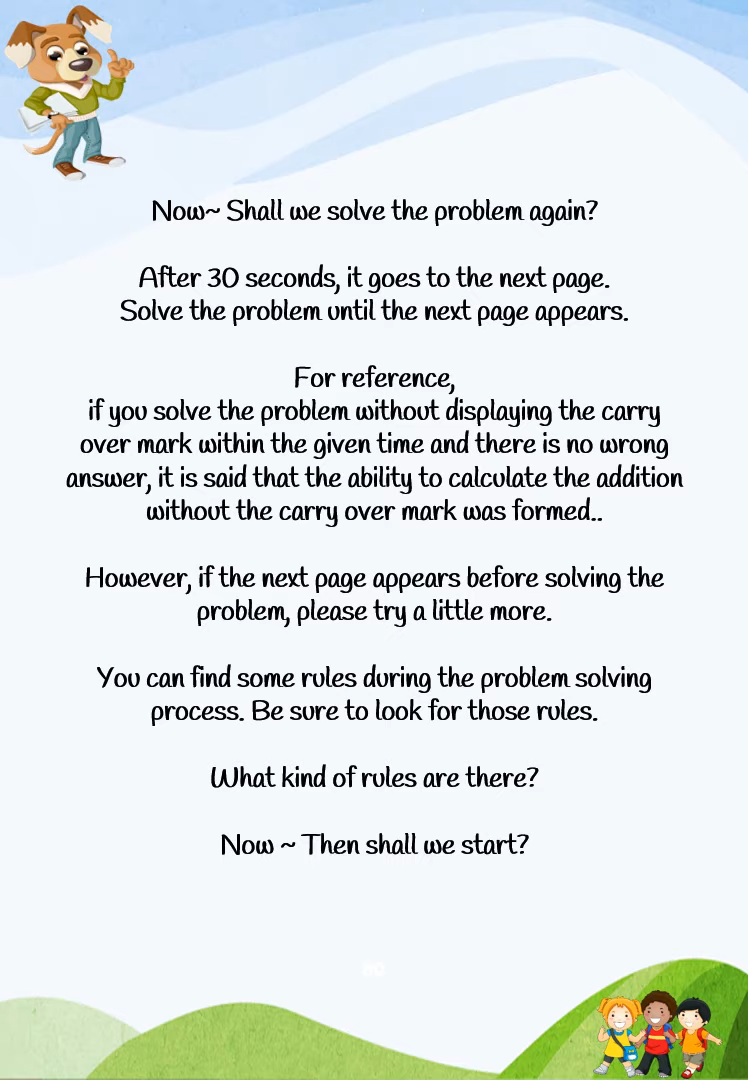 Now~ Shall we solve the problem again?
After 30 seconds, it goes to the next page.
Solve the problem until the next page appears.
For reference,
if you solve the problem without displaying the carry
over mark within the given time and there is no wrong
answer, it is said that the ability to calculate the addition
without the carry over mark was formed..
However, if the next page appears before solving the
problem, please try a little more.
You can find some rules during the problem solving
process. Be sure to look for those rules.
What kind of rules are there?
Now ~ Then shall we start?